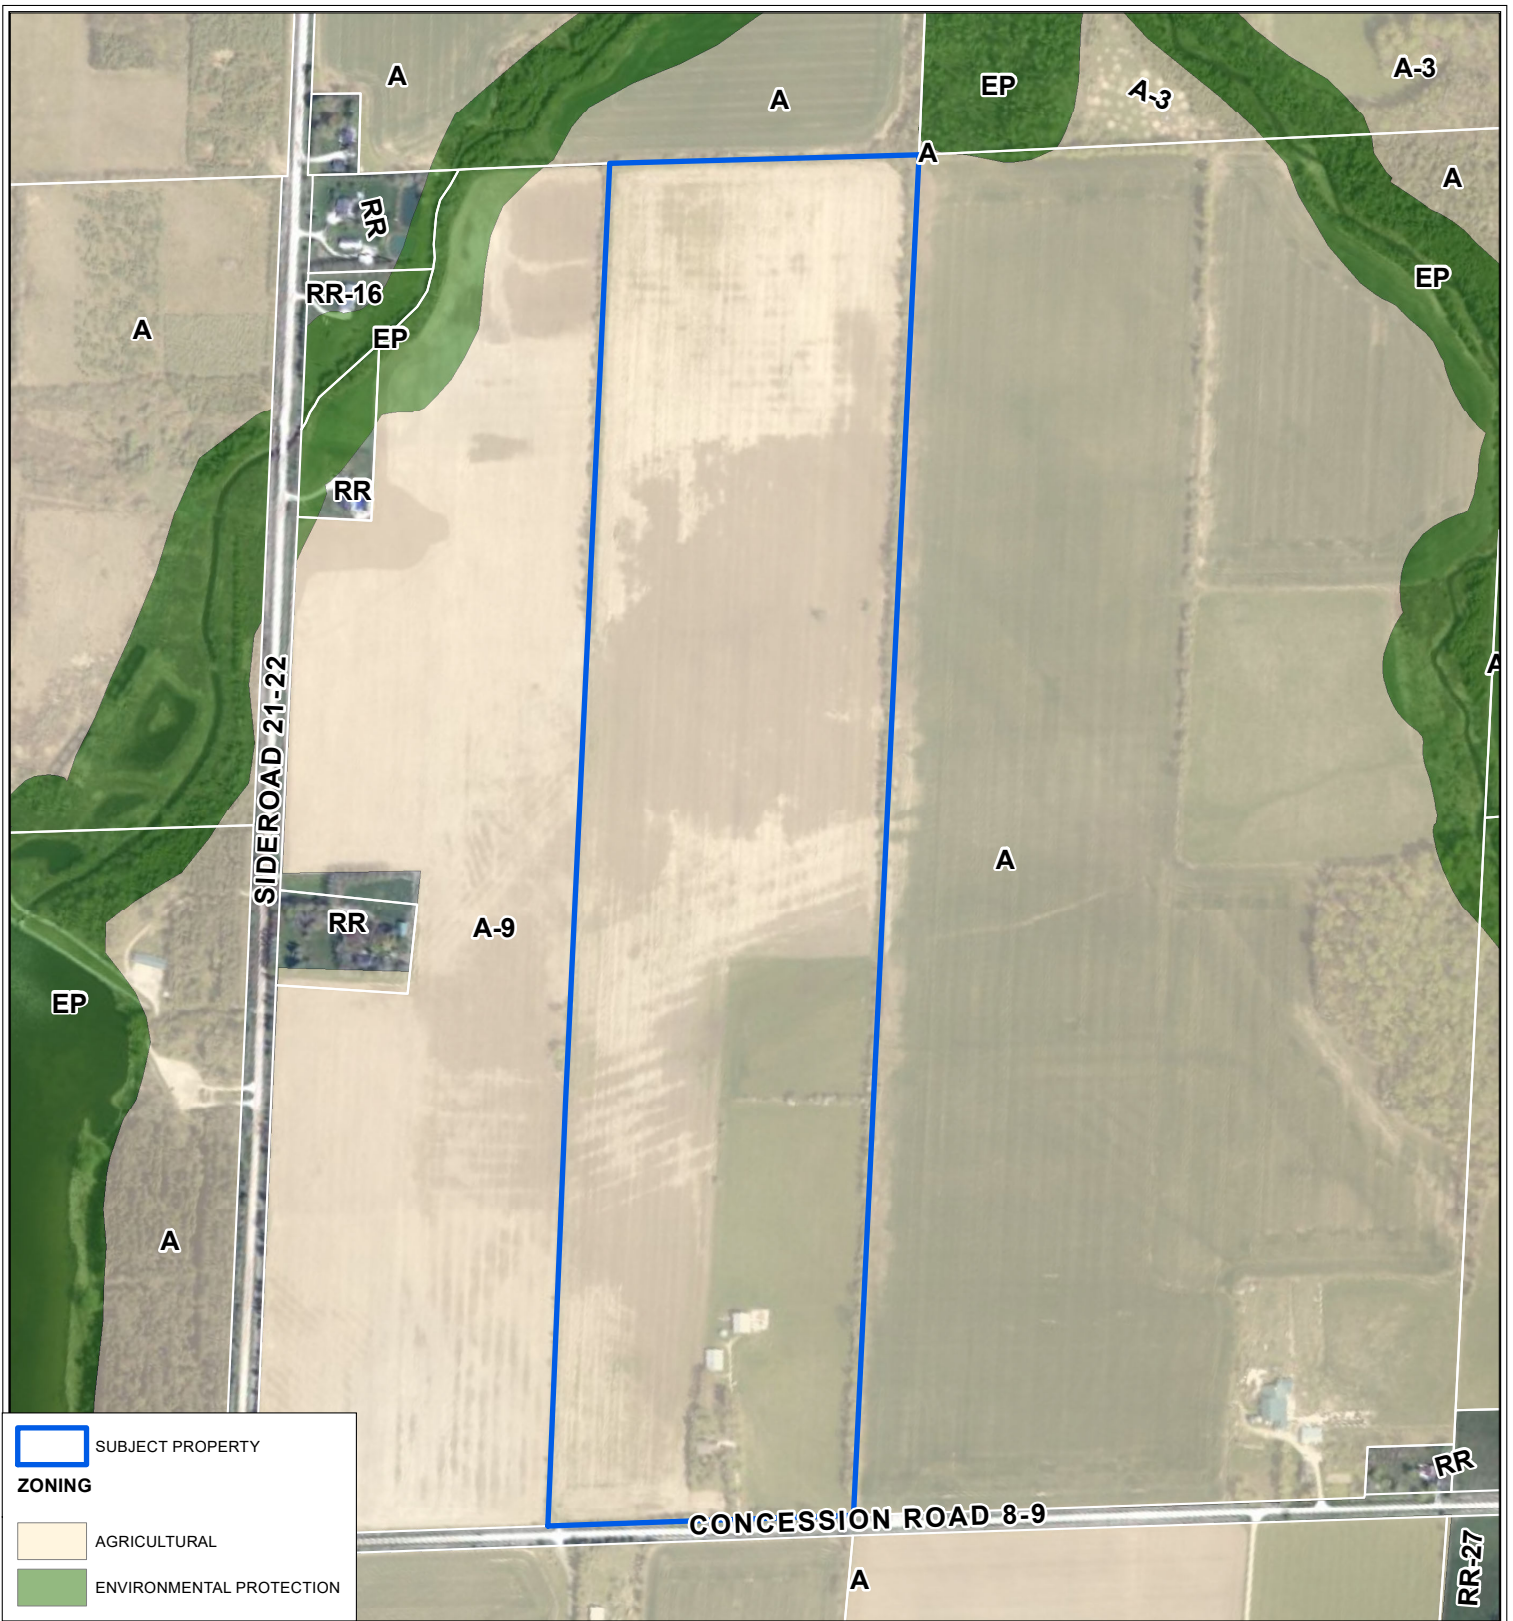 A
A
EP
A-3
A-3
A
A
RR
RR-16
EP
A
EP
RR
SIDEROAD 21-22
A
A
RR
A-9
EP
A
SUBJECT PROPERTY
ZONING
AGRICULTURAL
ENVIRONMENTAL PROTECTION
RR
CONCESSION ROAD 8-9
A
RR-27